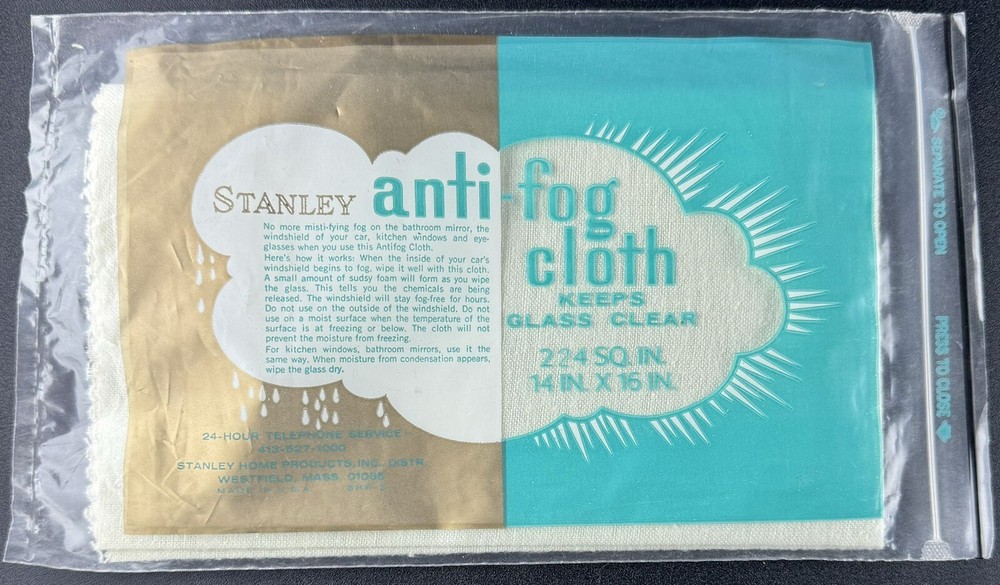 STANLEY anti-fog
cloth
KEEPS
GLASS CLEAR
224 SQ. IN.
14 IN. X 16 IN.
No more misti-fying fog on the bathroom mirror, the
windshield of your car, kitchen windows and eye-
glasses when you use this Antifog Cloth.
Here's how it works: When the inside of your car's
windshield begins to fog, wipe it well with this cloth.
A small amount of sudsy foam will form as you wipe
the glass. This tells you the chemicals are being
released. The windshield will stay fog-free for hours.
Do not use on the outside of the windshield. Do not
use on a moist surface when the temperature of the
surface is at freezing or below. The cloth will not
prevent the moisture from freezing.
For kitchen windows, bathroom mirrors, use it the
same way. When moisture from condensation appears,
wipe the glass dry.
24-HOUR TELEPHONE SERVICE
413-527-1000
STANLEY HOME PRODUCTS, INC., DISTR.
WESTFIELD, MASS. 01085
MADE IN U.S.A.
SEPARATE TO OPEN
PRESS TO CLOSE